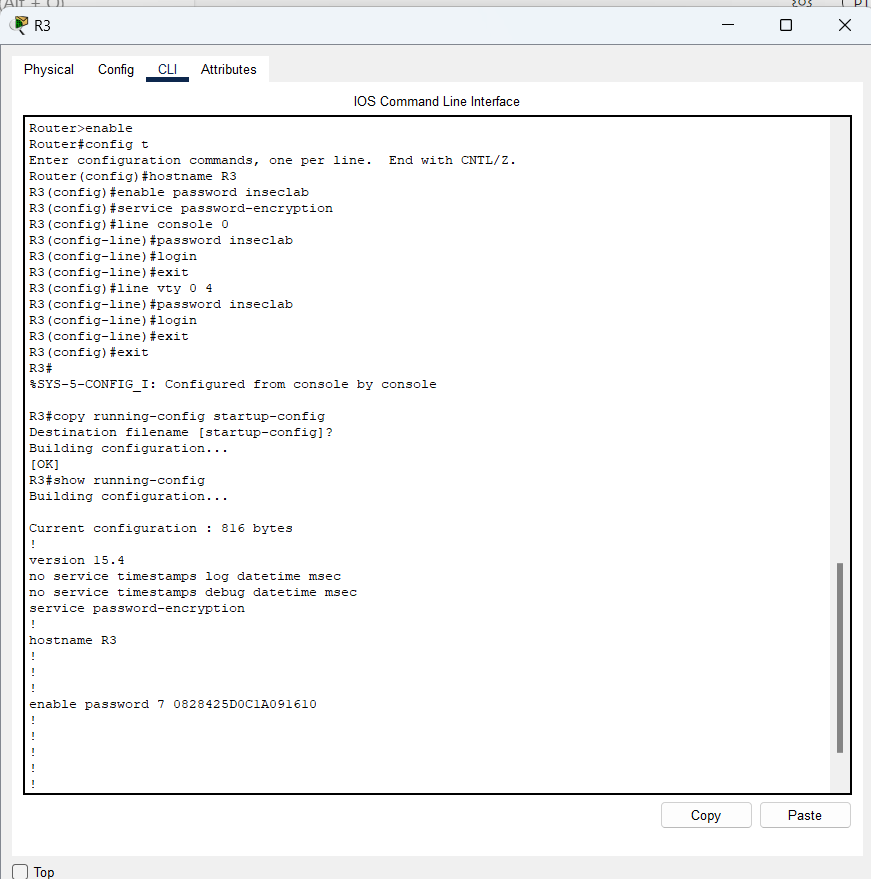 R3
Physical Config CLI Attributes
IOS Command Line Interface
Router>enable
Router#config t
Enter configuration commands, one per line.  End with CNTL/Z.
Router(config)#hostname R3
R3(config)#enable password inseclab
R3(config)#service password-encryption
R3(config)#line console 0
R3(config-line)#password inseclab
R3(config-line)#login
R3(config-line)#exit
R3(config)#line vty 0 4
R3(config-line)#password inseclab
R3(config-line)#login
R3(config-line)#exit
R3(config)#exit
R3#
%SYS-5-CONFIG_I: Configured from console by console
R3#copy running-config startup-config
Destination filename [startup-config]?
Building configuration...
[OK]
R3#show running-config
Building configuration...
Current configuration : 816 bytes
!
version 15.4
no service timestamps log datetime msec
no service timestamps debug datetime msec
service password-encryption
!
hostname R3
!
!
!
enable password 7 0828425D0C1A091610
!
!
!
!
!
Copy Paste
Top